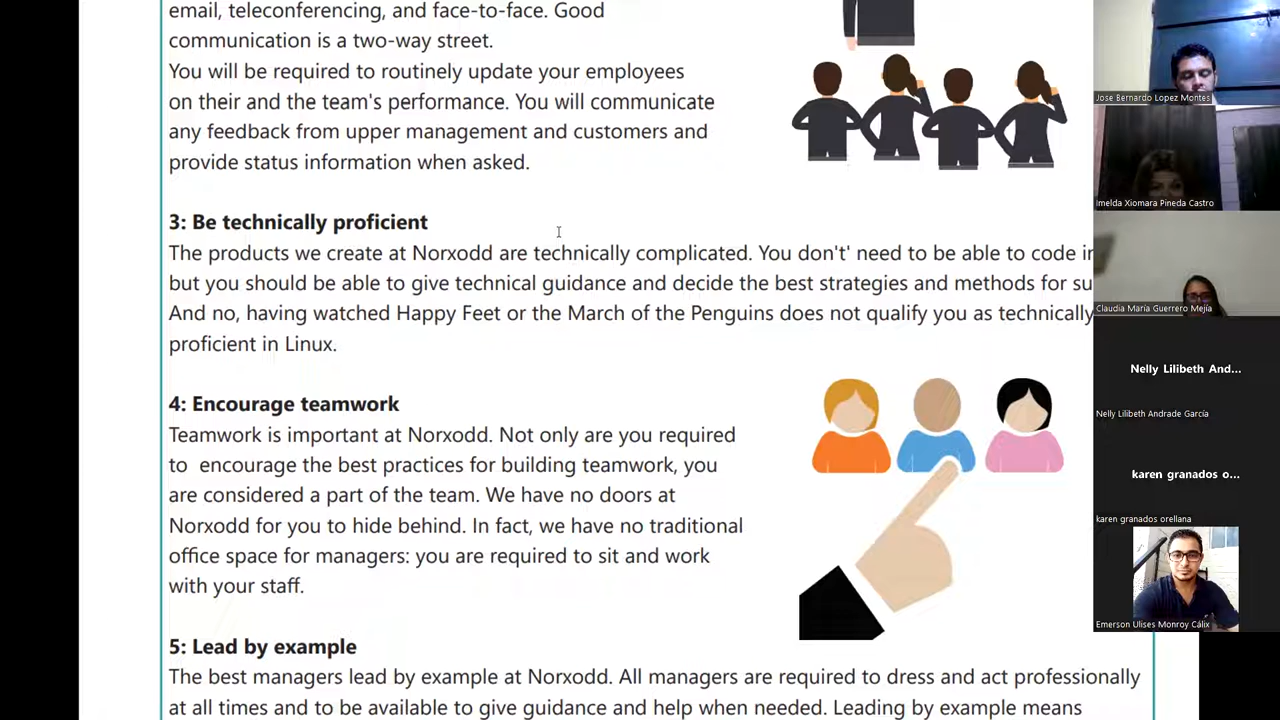 email, teleconferencing, and face-to-face. Good
communication is a two-way street.
You will be required to routinely update your employees
on their and the team's performance. You will communicate
any feedback from upper management and customers and
provide status information when asked.
3: Be technically proficient
The products we create at Norxodd are technically complicated. You don't' need to be able to code in
but you should be able to give technical guidance and decide the best strategies and methods for su
And no, having watched Happy Feet or the March of the Penguins does not qualify you as technically
proficient in Linux.
4: Encourage teamwork
Teamwork is important at Norxodd. Not only are you required
to encourage the best practices for building teamwork, you
are considered a part of the team. We have no doors at
Norxodd for you to hide behind. In fact, we have no traditional
office space for managers: you are required to sit and work
with your staff.
5: Lead by example
The best managers lead by example at Norxodd. All managers are required to dress and act professionally
at all times and to be available to give guidance and help when needed. Leading by example means
Jose Bernardo Lopez Montes
Imelda Xiomara Pineda Castro
Claudia María Guerrero Mejía
Nelly Lilibeth And...
Nelly Lilibeth Andrade García
karen granados o...
karen granados orellana
Emerson Ulises Monroy Cálix